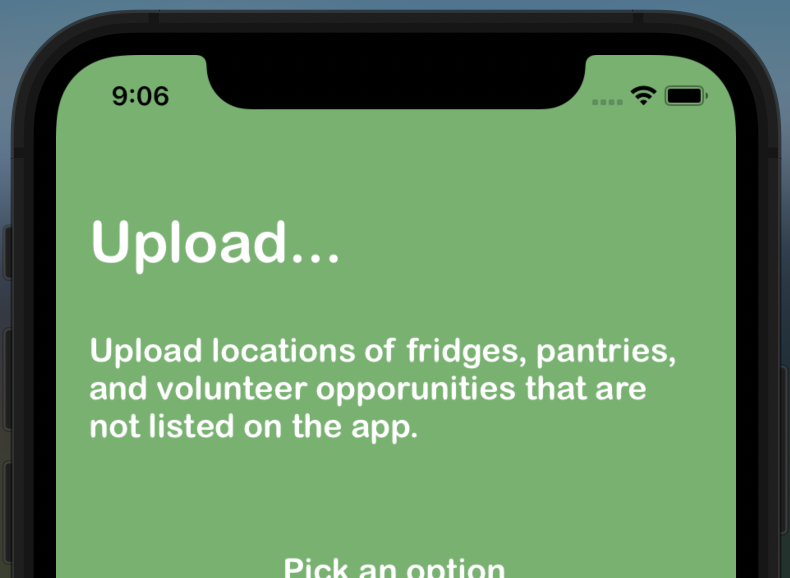 9:06
Upload...
Upload locations of fridges, pantries,
and volunteer opporunities that are
not listed on the app.
Pick an option